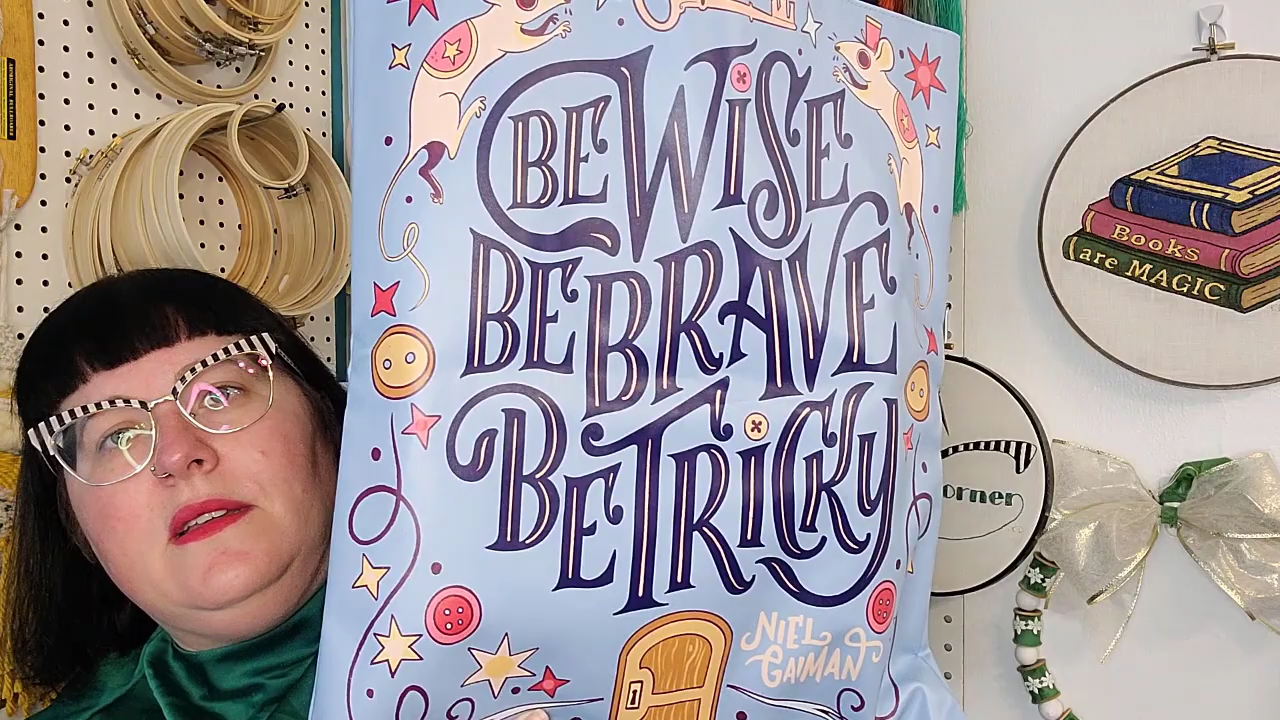 BE WISE
BE BRAVE
BE TRICKY
NIEL
GAIMAN
Books
are MAGIC
orner